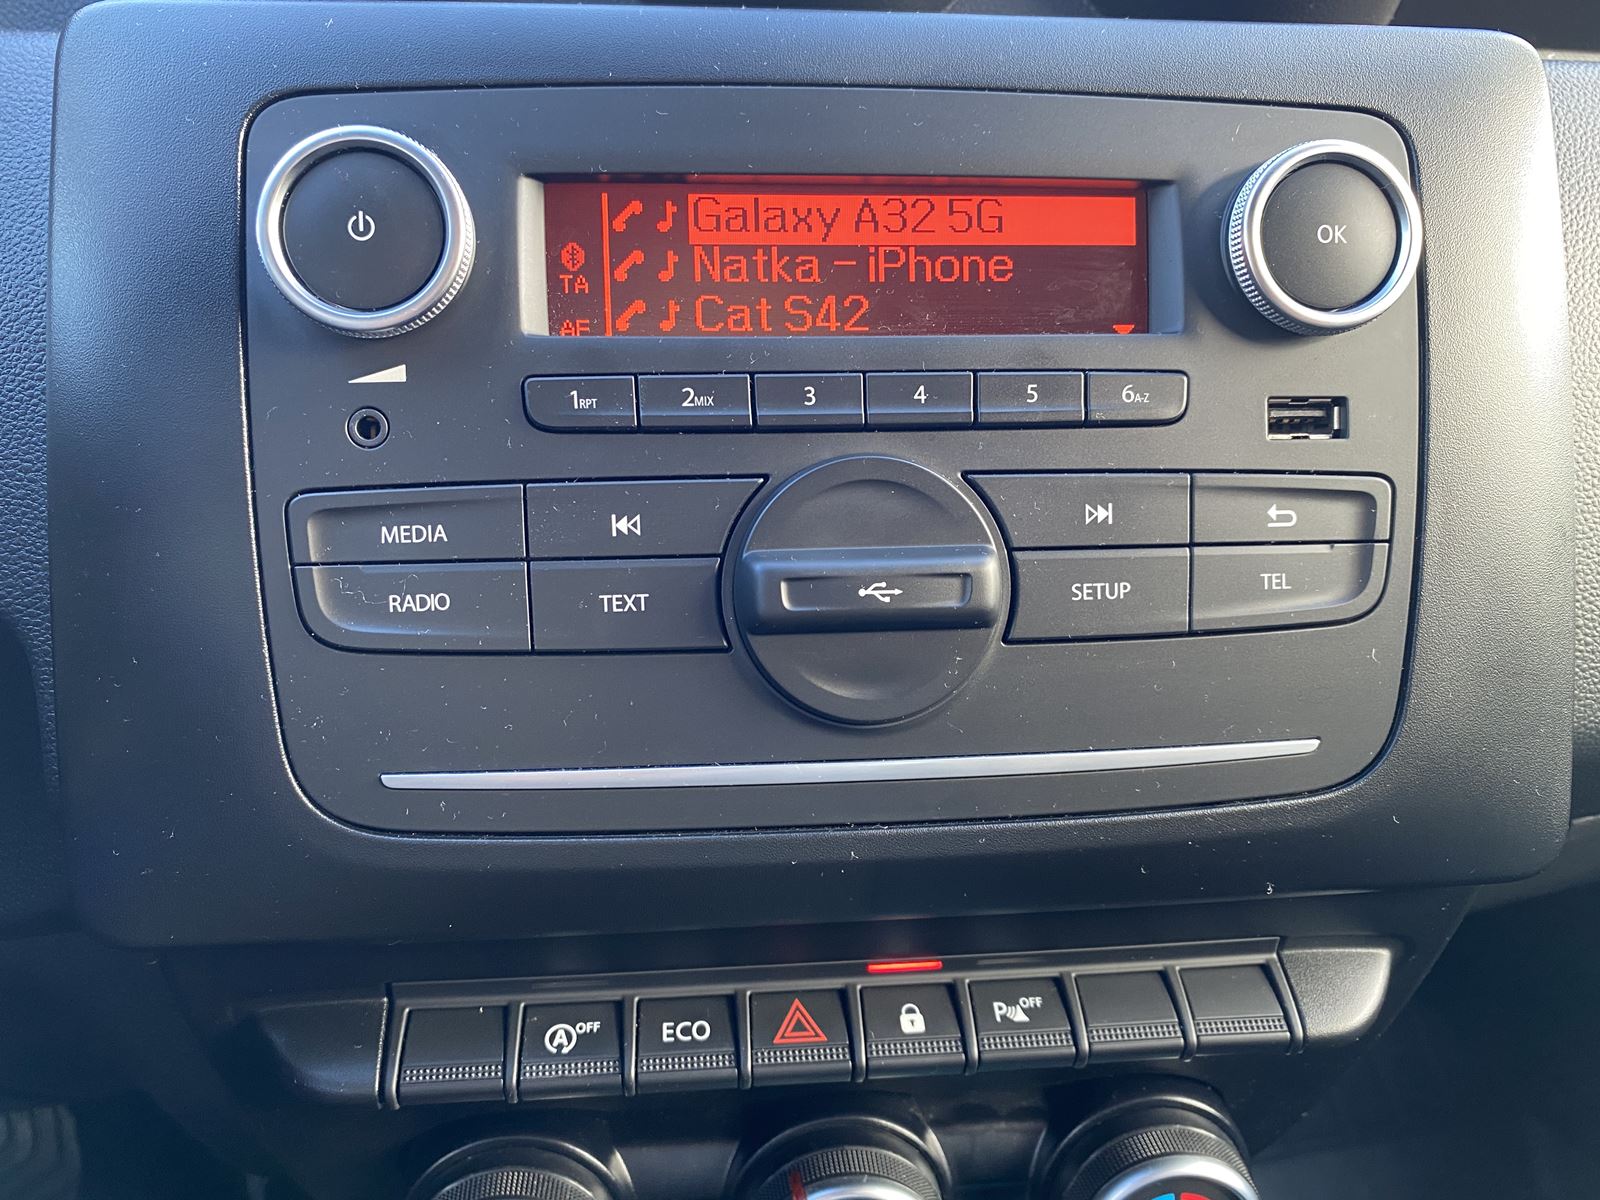 Galaxy A32 5G
Natka - iPhone
TA
Cat S42
AF
OK
1RPT
2MIX
3
4
5
6A-Z
MEDIA
RADIO
TEXT
SETUP
TEL
A OFF
ECO
P OFF